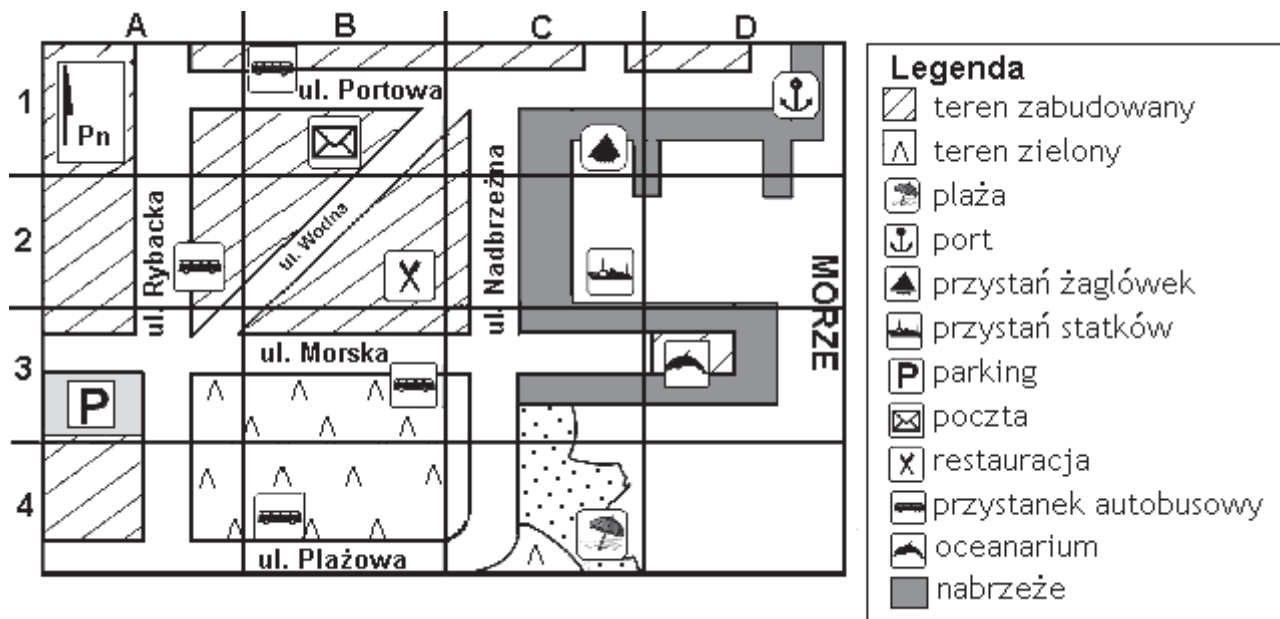 A B C D
1
2
3
4
Pn
ul. Portowa
ul. Rybacka
ul. Wodna
ul. Nadbrzeżna
ul. Morska
P
ul. Plażowa
MORZE
Legenda
teren zabudowany
teren zielony
plaża
port
przystań żaglówek
przystań statków
P parking
poczta
restauracja
przystanek autobusowy
oceanarium
nabrzeże